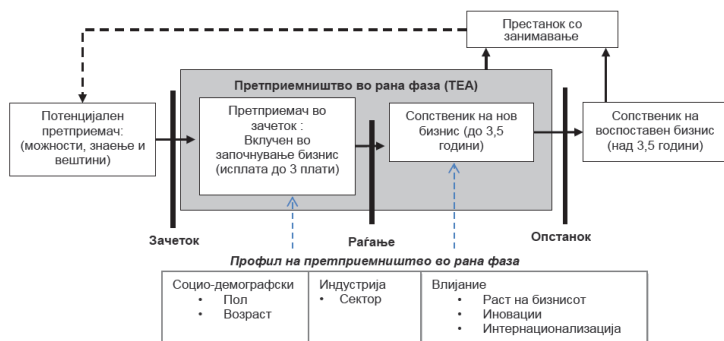 Престанок со
занимавање
Претприемништво во рана фаза (TEA)
Потенцијален
претприемач:
(можности, знаење и
вештини)
Претприемач во
зачеток :
Вклучен во
започнување бизнис
(исплата до 3 плати)
Сопственик на нов
бизнис (до 3,5
години)
Сопственик на
воспоставен бизнис
(над 3,5 години)
Зачеток
Раѓање
Опстанок
Профил на претприемништво во рана фаза
Социо-демографски
• Пол
• Возраст
Индустрија
• Сектор
Влијание
• Раст на бизнисот
• Иновации
• Интернационализација